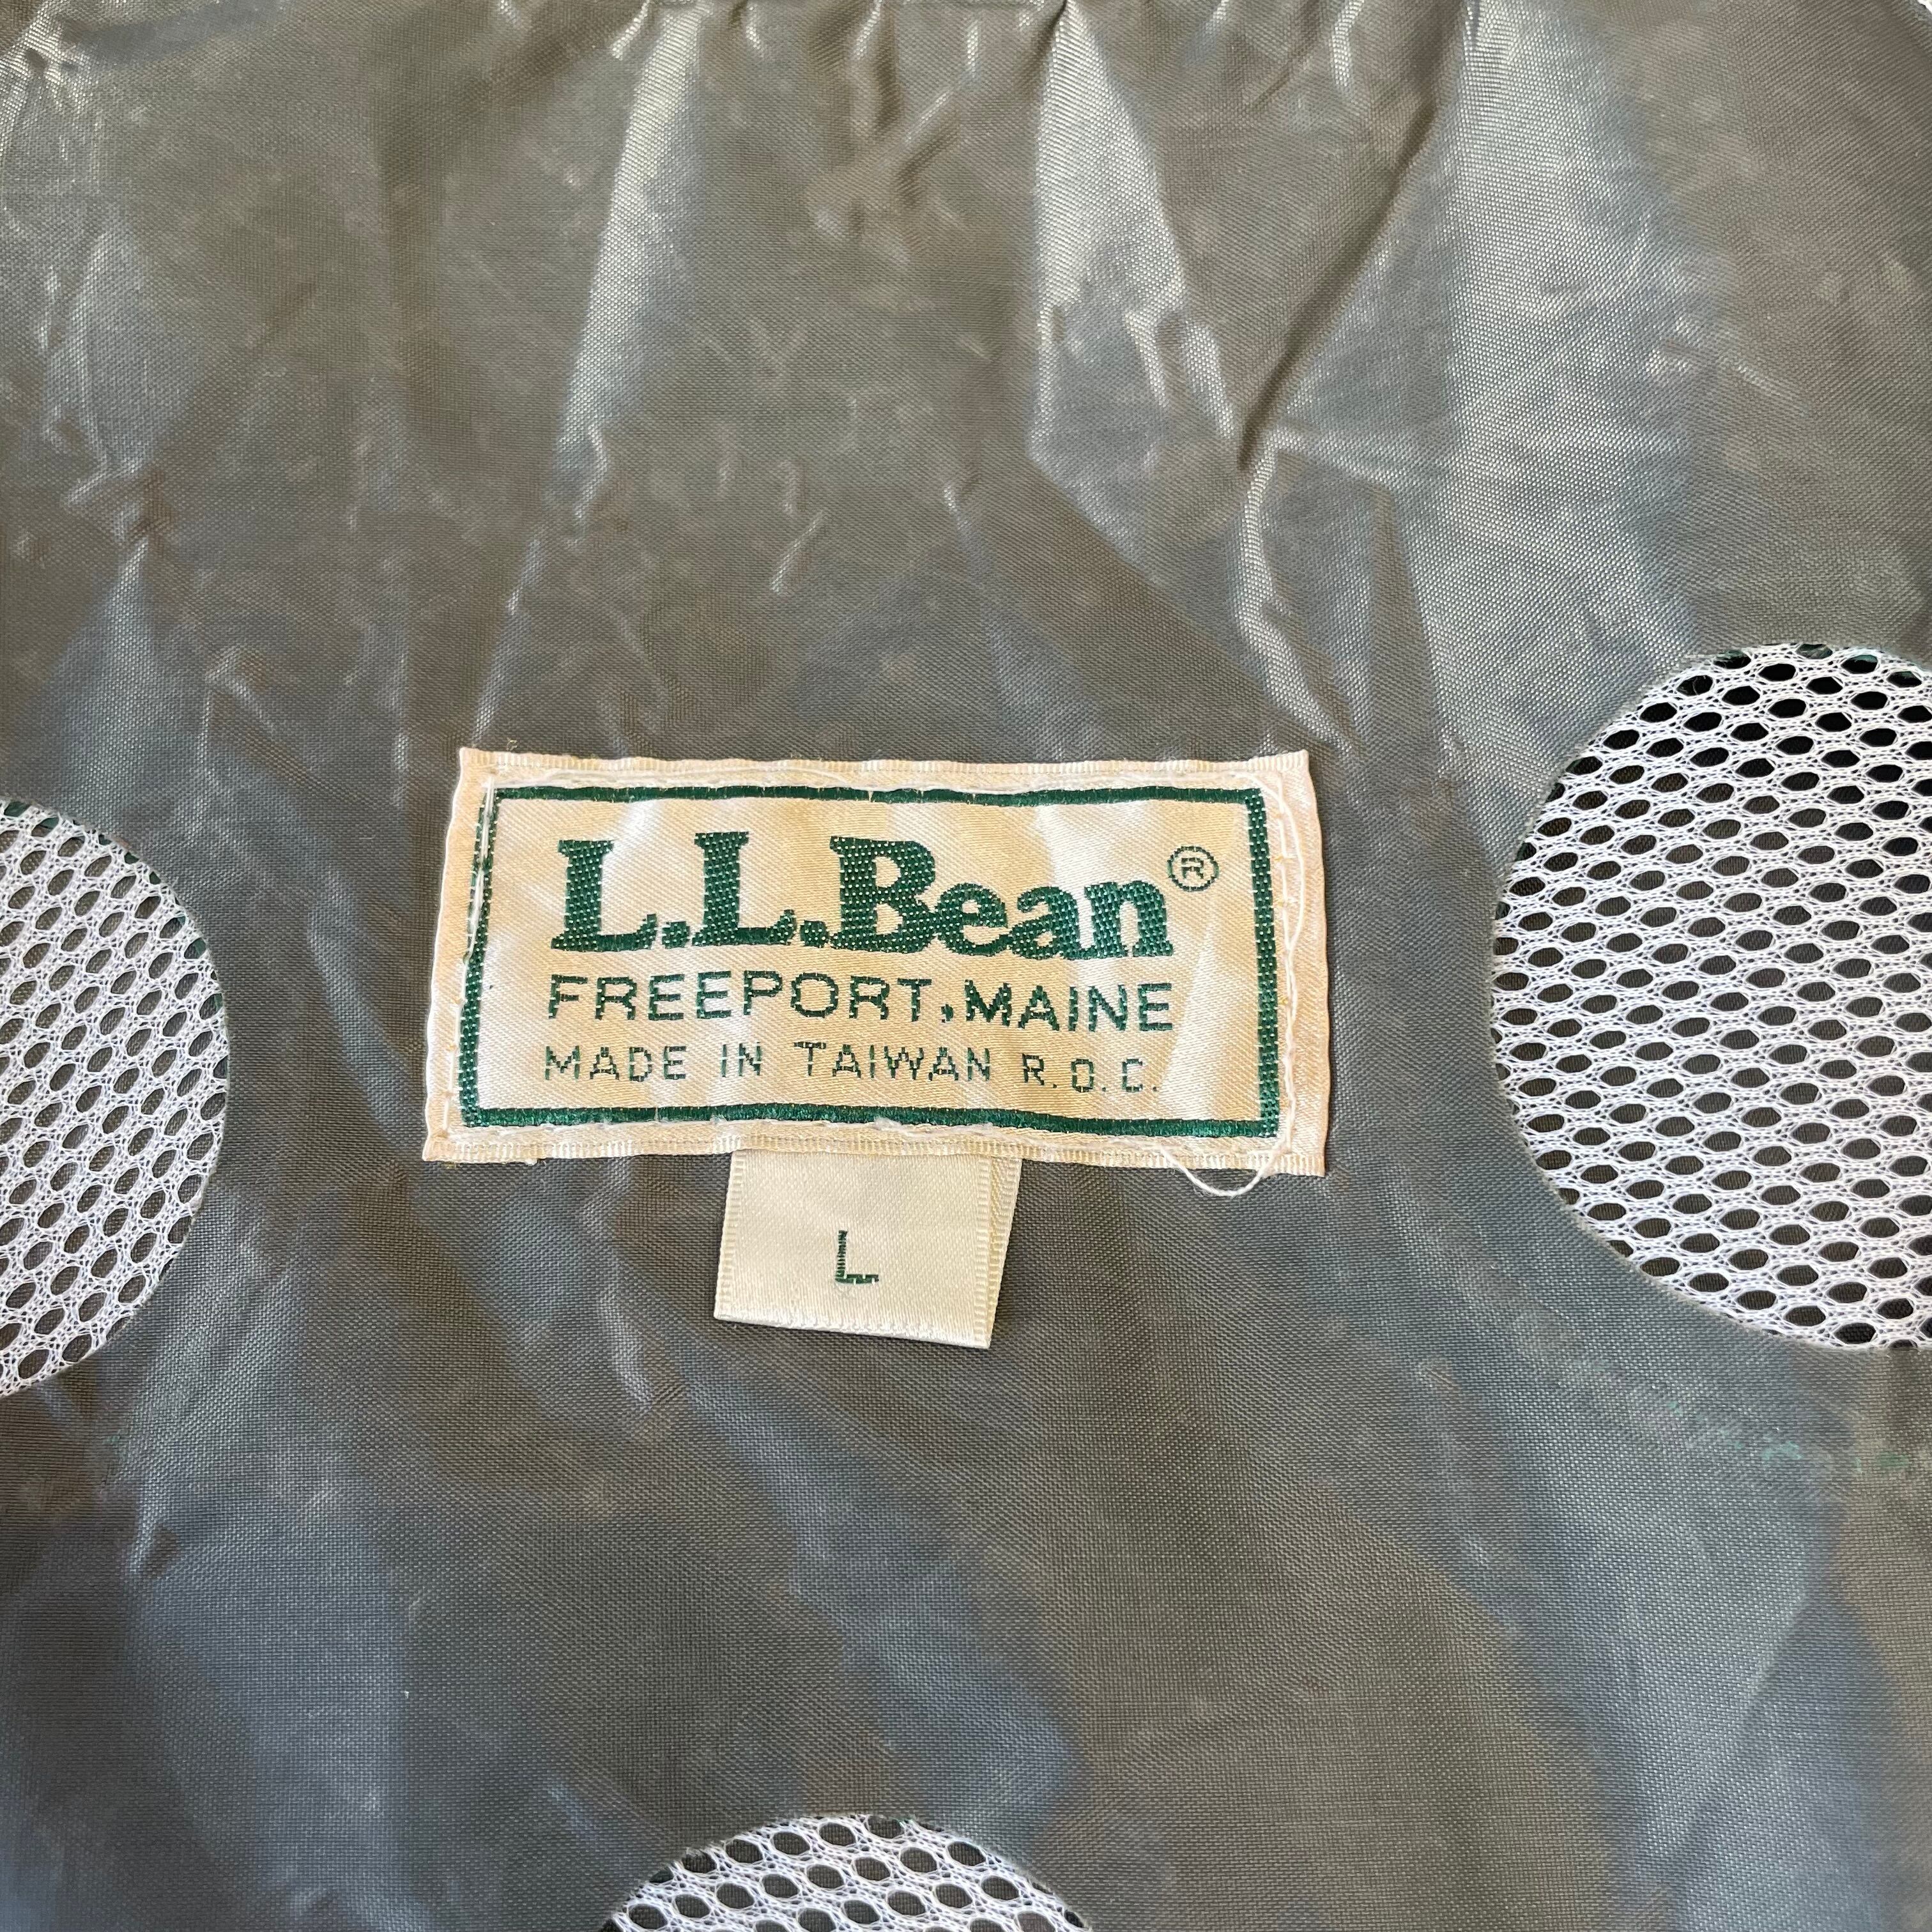 L.L.Bean®
FREEPORT, MAINE
MADE IN TAIWAN R.O.C.
L